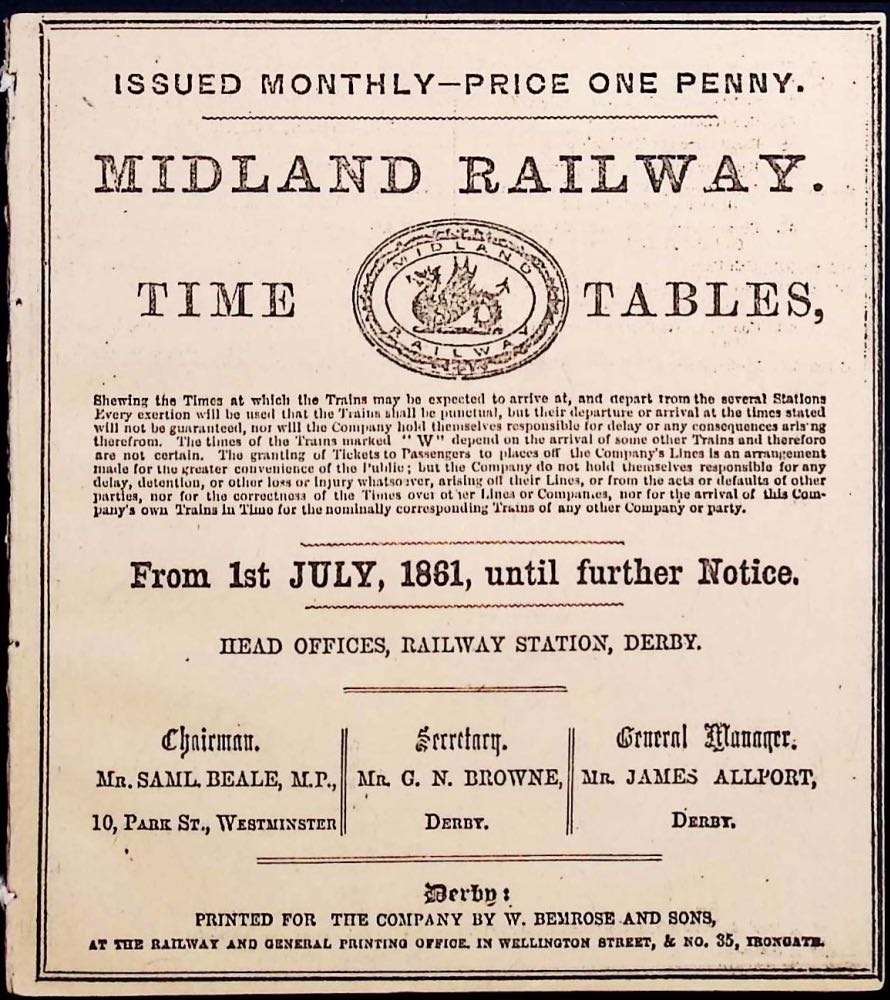 ISSUED MONTHLY—PRICE ONE PENNY.
MIDLAND RAILWAY.
TIME TABLES,
MIDLAND RAILWAY
Shewing the Times at which the Trains may be expected to arrive at, and depart from the several Stations
Every exertion will be used that the Trains shall be punctual, but their departure or arrival at the times stated
will not be guaranteed, nor will the Company hold themselves responsible for delay or any consequences arising
therefrom. The times of the Trains marked "W" depend on the arrival of some other Trains and therefore
are not certain. The granting of Tickets to Passengers to places off the Company's Lines is an arrangement
made for the greater convenience of the Public; but the Company do not hold themselves responsible for any
delay, detention, or other loss or injury whatsoever, arising off their Lines, or from the acts or defaults of other
parties, nor for the correctness of the Times over other Lines or Companies, nor for the arrival of this Com-
pany's own Trains in Time for the nominally corresponding Trains of any other Company or party.
From 1st JULY, 1861, until further Notice.
HEAD OFFICES, RAILWAY STATION, DERBY.
Chairman.
MR. SAML. BEALE, M.P.,
10, PARK ST., WESTMINSTER
Secretary.
MR. G. N. BROWNE,
DERBY.
General Manager.
MR. JAMES ALLPORT,
DERBY.
Derby:
PRINTED FOR THE COMPANY BY W. BEMROSE AND SONS,
AT THE RAILWAY AND GENERAL PRINTING OFFICE. IN WELLINGTON STREET, & NO. 35, IRONGATE.